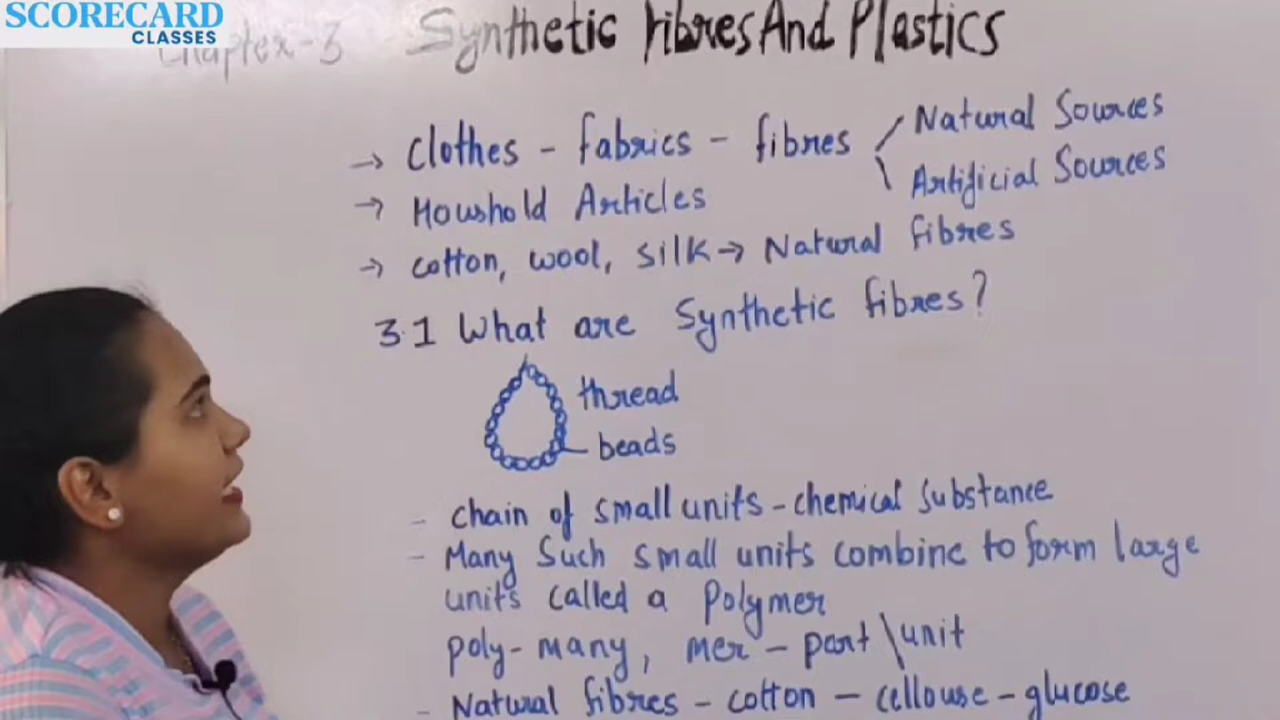 SCORECARD
CLASSES
Chapter-3 Synthetic Fibres And Plastics
→ Clothes - fabrics - fibres < Natural Sources
Artificial Sources
→ Houshold Articles
→ cotton, wool, silk → Natural fibres
3.1 What are Synthetic fibres?
thread
beads
- Chain of small units - chemical substance
- Many Such small units combine to form large
units called a Polymer
poly - many, mer - part \ unit
- Natural fibres - cotton - cellouse - glucose